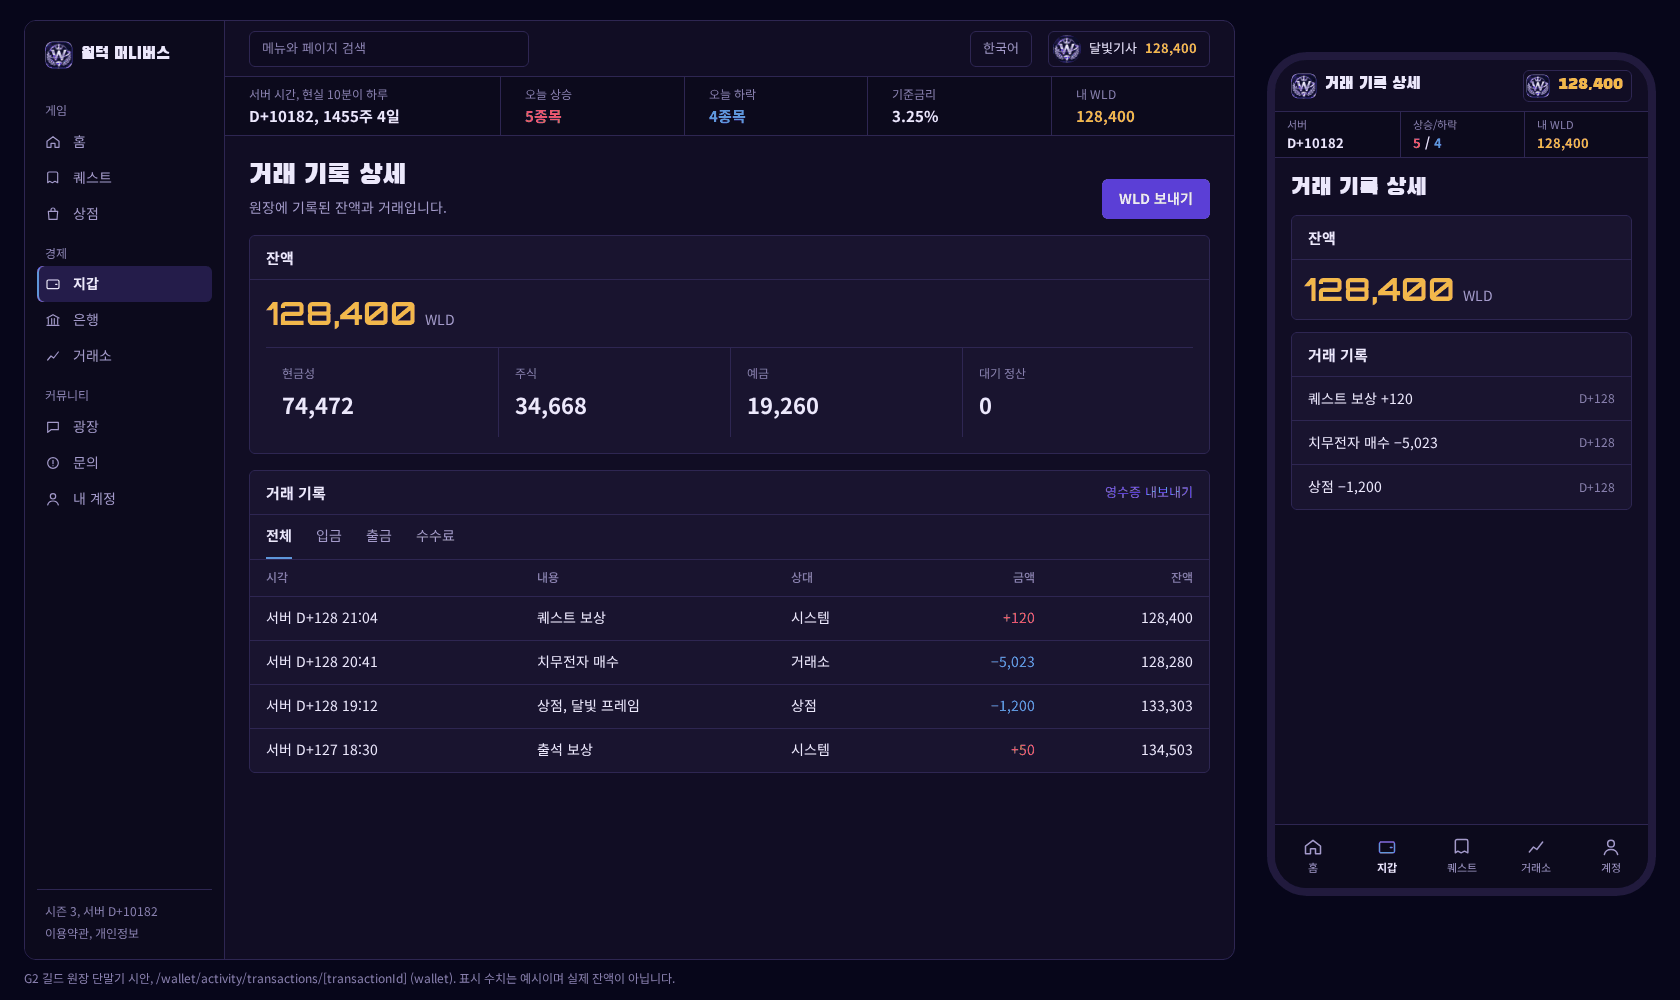 월덕 머니버스
게임
홈
퀘스트
상점
경제
지갑
은행
거래소
커뮤니티
광장
문의
내 계정
시즌 3, 서버 D+10182
이용약관, 개인정보
메뉴와 페이지 검색
한국어
달빛기사 128,400
서버 시간, 현실 10분이 하루
D+10182, 1455주 4일
오늘 상승
5종목
오늘 하락
4종목
기준금리
3.25%
내 WLD
128,400
거래 기록 상세
원장에 기록된 잔액과 거래입니다.
WLD 보내기
잔액
128,400 WLD
현금성
74,472
주식
34,668
예금
19,260
대기 정산
0
거래 기록
영수증 내보내기
전체 입금 출금 수수료
시각 내용 상대 금액 잔액
서버 D+128 21:04 퀘스트 보상 시스템 +120 128,400
서버 D+128 20:41 치무전자 매수 거래소 −5,023 128,280
서버 D+128 19:12 상점, 달빛 프레임 상점 −1,200 133,303
서버 D+127 18:30 출석 보상 시스템 +50 134,503
거래 기록 상세
128,400
서버
D+10182
상승/하락
5 / 4
내 WLD
128,400
거래 기록 상세
잔액
128,400 WLD
거래 기록
퀘스트 보상 +120 D+128
치무전자 매수 −5,023 D+128
상점 −1,200 D+128
홈 지갑 퀘스트 거래소 계정
G2 길드 원장 단말기 시안, /wallet/activity/transactions/[transactionId] (wallet). 표시 수치는 예시이며 실제 잔액이 아닙니다.